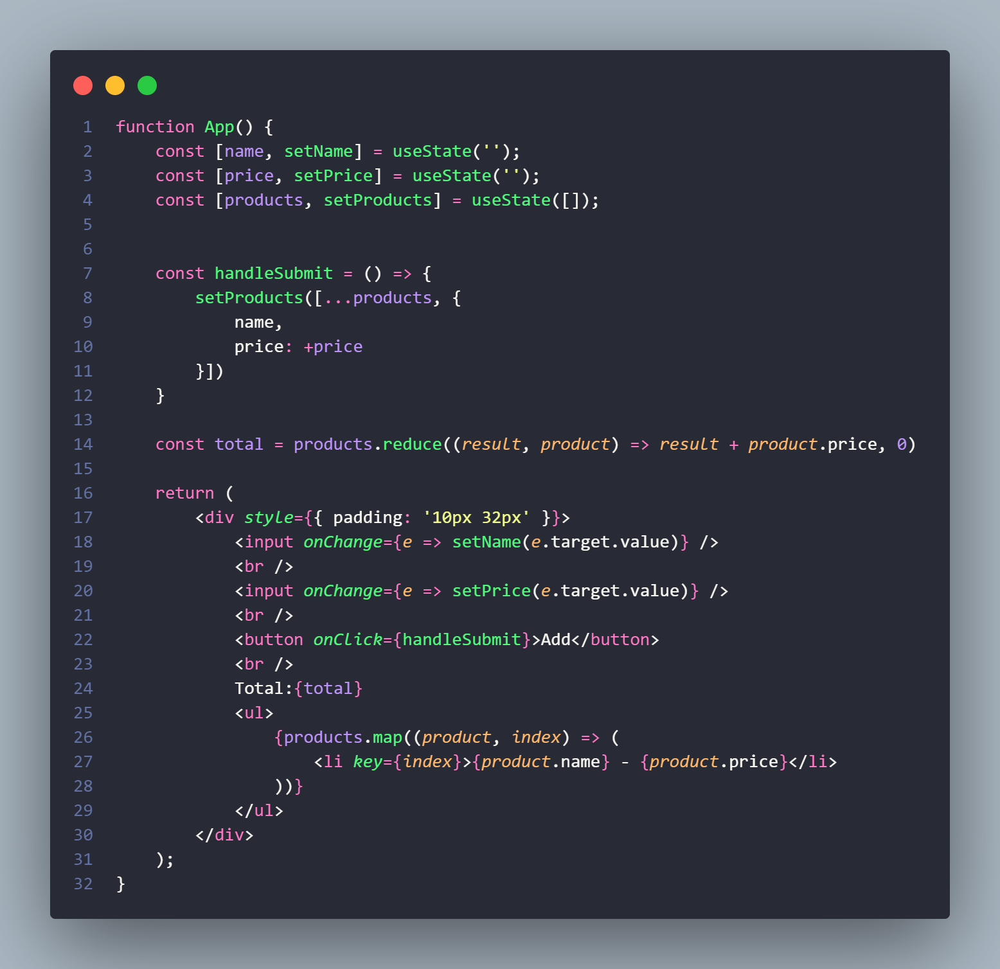 1 function App() {
2     const [name, setName] = useState('');
3     const [price, setPrice] = useState('');
4     const [products, setProducts] = useState([]);
5
6
7     const handleSubmit = () => {
8         setProducts([...products, {
9             name,
10             price: +price
11         }])
12     }
13
14     const total = products.reduce((result, product) => result + product.price, 0)
15
16     return (
17         <div style={{ padding: '10px 32px' }}>
18             <input onChange={e => setName(e.target.value)} />
19             <br />
20             <input onChange={e => setPrice(e.target.value)} />
21             <br />
22             <button onClick={handleSubmit}>Add</button>
23             <br />
24             Total:{total}
25             <ul>
26                 {products.map((product, index) => (
27                     <li key={index}>{product.name} - {product.price}</li>
28                 ))}
29             </ul>
30         </div>
31     );
32 }